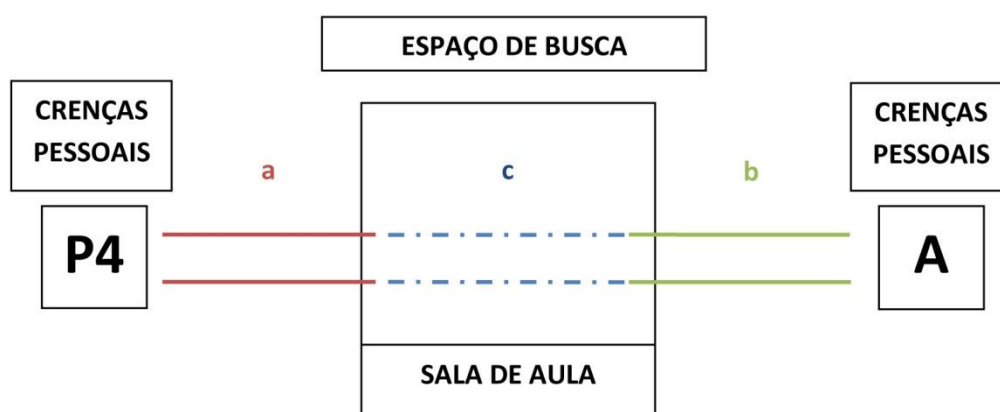 ESPAÇO DE BUSCA
CRENÇAS
PESSOAIS
CRENÇAS
PESSOAIS
a
c
b
P4
A
SALA DE AULA